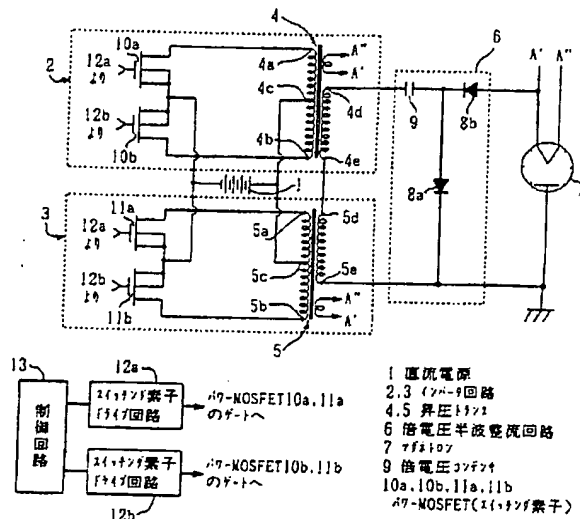 4
A"
A'
6
A'
A"
10a
12a
より
2
4a
4c
4d
12b
より
4b
9
8b
10b
4e
1
7
11a
8a
3
12a
より
5a
5d
5c
12b
より
5e
5b
A"
11b
A'
5
13
12a
制御回路
スイッチング素子
ドライブ回路
パワーMOSFET10a.11a
のゲートへ
スイッチング素子
ドライブ回路
パワーMOSFET10b.11b
のゲートへ
12b
1 直流電源
2.3 インバータ回路
4.5 昇圧トランス
6 倍電圧半波整流回路
7 マグネトロン
9 倍電圧コンデンサ
10a.10b.11a.11b
パワーMOSFET(スイッチング素子)